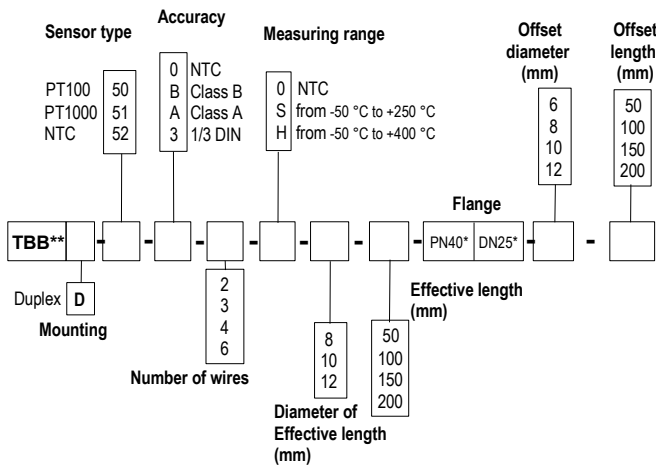 Sensor type
PT100 50
PT1000 51
NTC 52
Accuracy
0 NTC
B Class B
A Class A
3 1/3 DIN
Measuring range
0 NTC
S from -50 °C to +250 °C
H from -50 °C to +400 °C
Offset
diameter
(mm)
6
8
10
12
Offset
length
(mm)
50
100
150
200
Flange
TBB** - - - - - - - PN40* DN25* - -
Duplex D
Mounting
2
3
4
6
Number of wires
8
10
12
Diameter of
Effective length
(mm)
50
100
150
200
Effective length
(mm)